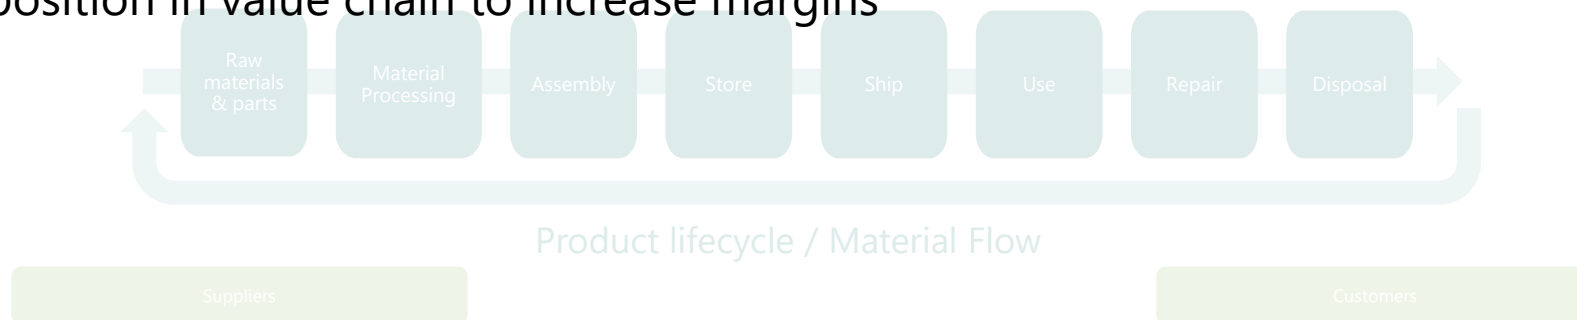 position in value chain to increase margins
Raw
materials
& parts
Material
Processing
Assembly
Store
Ship
Use
Repair
Disposal
Product lifecycle / Material Flow
Suppliers
Customers